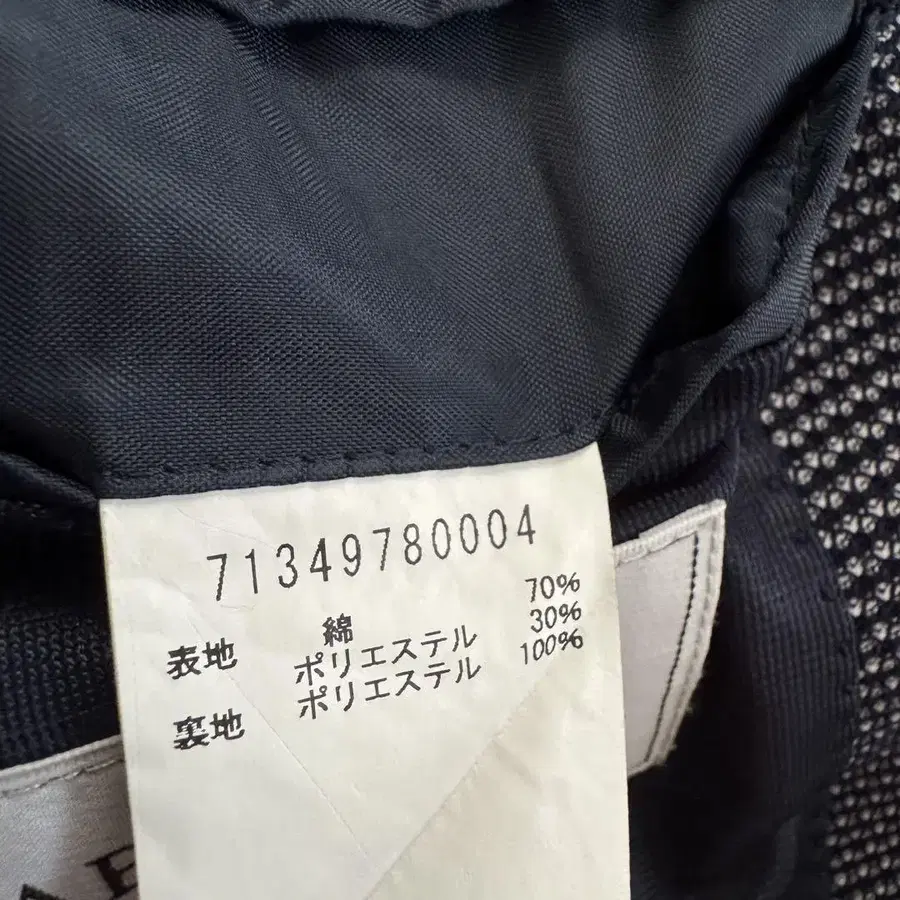 71349780004
表地 綿 70%
ポリエステル 30%
裏地 ポリエステル 100%